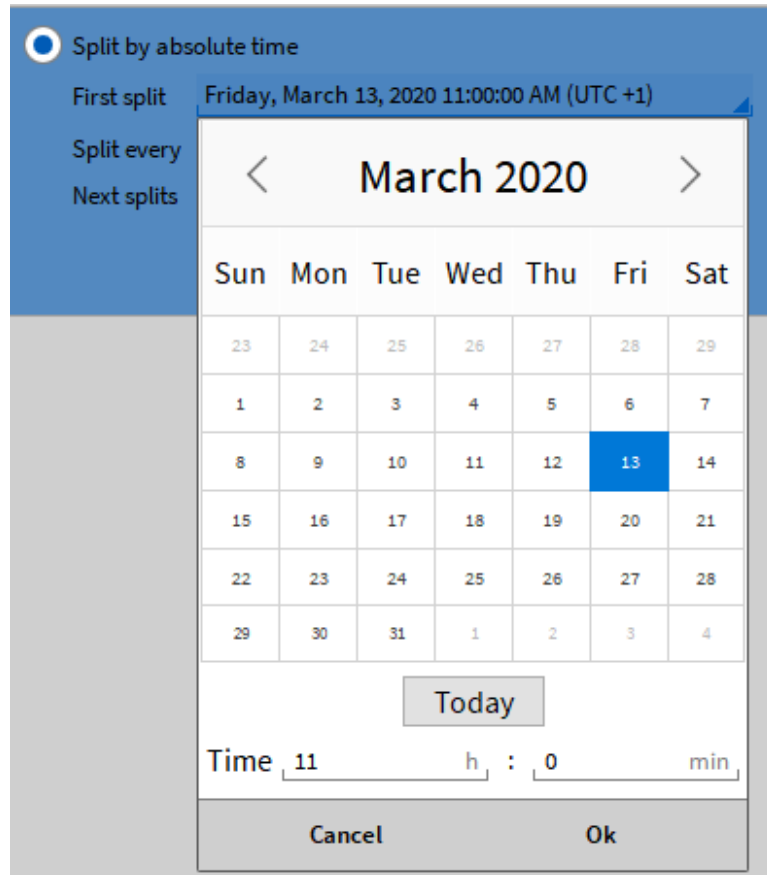 Split by absolute time
First split Friday, March 13, 2020 11:00:00 AM (UTC +1)
Split every
Next splits
March 2020
Sun Mon Tue Wed Thu Fri Sat
23 24 25 26 27 28 29
1 2 3 4 5 6 7
8 9 10 11 12 13 14
15 16 17 18 19 20 21
22 23 24 25 26 27 28
29 30 31 1 2 3 4
Today
Time 11 h : 0 min
Cancel Ok